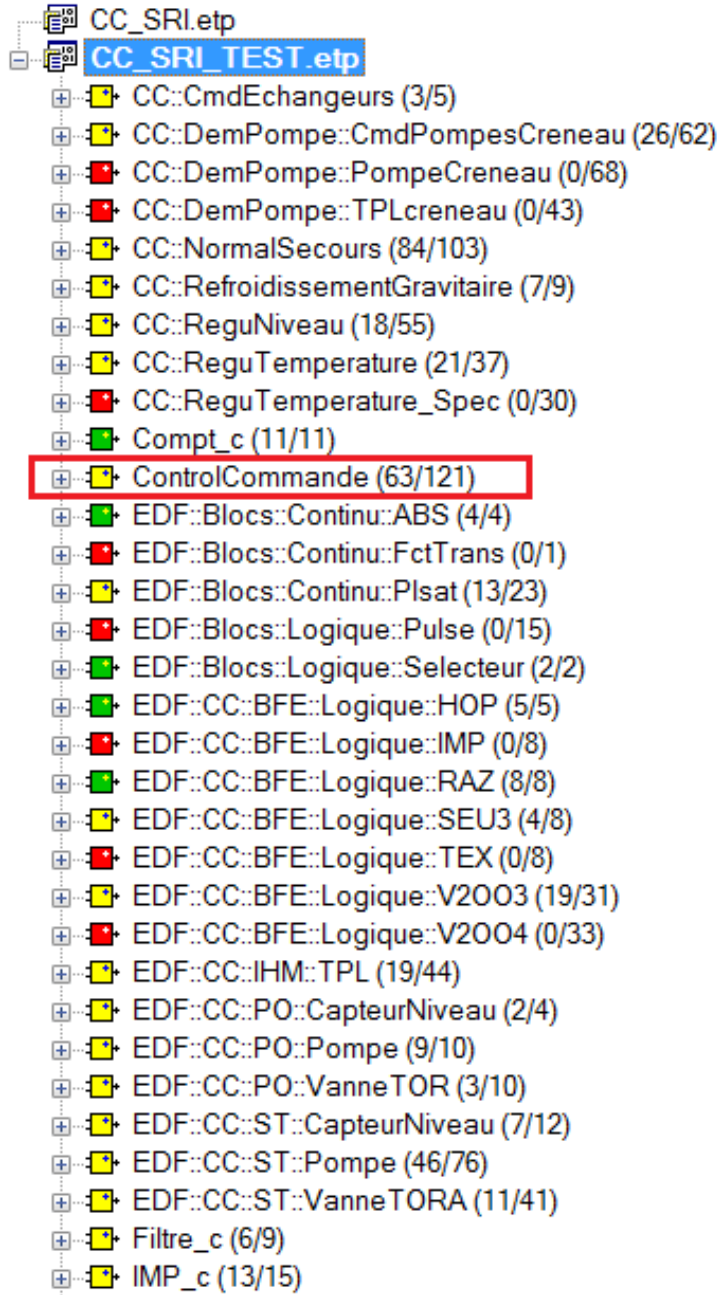 CC_SRI.etp
CC_SRI_TEST.etp
CC::CmdEchangeurs (3/5)
CC::DemPompe::CmdPompesCreneau (26/62)
CC::DemPompe::PompeCreneau (0/68)
CC::DemPompe::TPLcreneau (0/43)
CC::NormalSecours (84/103)
CC::RefroidissementGravitaire (7/9)
CC::ReguNiveau (18/55)
CC::ReguTemperature (21/37)
CC::ReguTemperature_Spec (0/30)
Compt_c (11/11)
ControlCommande (63/121)
EDF::Blocs::Continu::ABS (4/4)
EDF::Blocs::Continu::FctTrans (0/1)
EDF::Blocs::Continu::PIsat (13/23)
EDF::Blocs::Logique::Pulse (0/15)
EDF::Blocs::Logique::Selecteur (2/2)
EDF::CC::BFE::Logique::HOP (5/5)
EDF::CC::BFE::Logique::IMP (0/8)
EDF::CC::BFE::Logique::RAZ (8/8)
EDF::CC::BFE::Logique::SEU3 (4/8)
EDF::CC::BFE::Logique::TEX (0/8)
EDF::CC::BFE::Logique::V2OO3 (19/31)
EDF::CC::BFE::Logique::V2OO4 (0/33)
EDF::CC::IHM::TPL (19/44)
EDF::CC::PO::CapteurNiveau (2/4)
EDF::CC::PO::Pompe (9/10)
EDF::CC::PO::VanneTOR (3/10)
EDF::CC::ST::CapteurNiveau (7/12)
EDF::CC::ST::Pompe (46/76)
EDF::CC::ST::VanneTORA (11/41)
Filtre_c (6/9)
IMP_c (13/15)